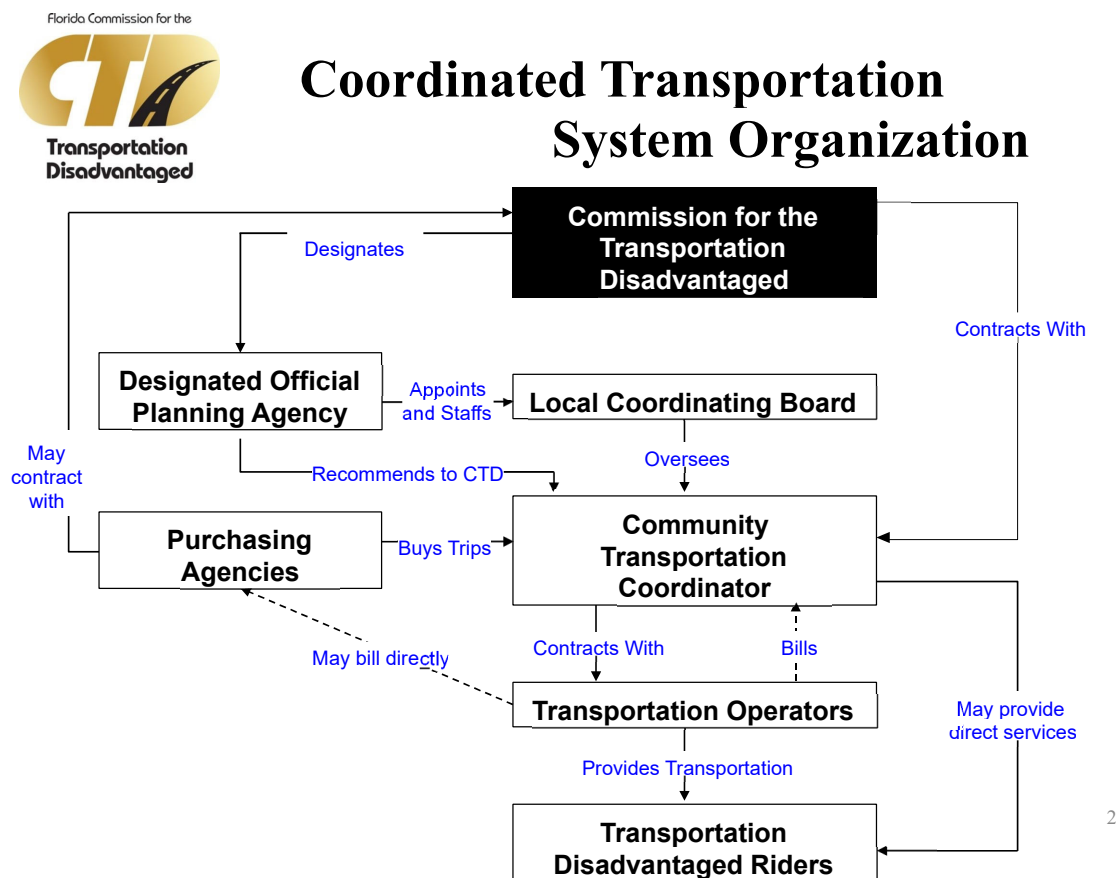 Florida Commission for the
CTD
Transportation
Disadvantaged
Coordinated Transportation
System Organization
Commission for the
Transportation
Disadvantaged
Designates
Contracts With
Designated Official
Planning Agency
Appoints
and Staffs
Local Coordinating Board
May
contract
with
Recommends to CTD
Oversees
Purchasing
Agencies
Buys Trips
Community
Transportation
Coordinator
May bill directly
Contracts With
Bills
Transportation Operators
May provide
direct services
Provides Transportation
Transportation
Disadvantaged Riders
2